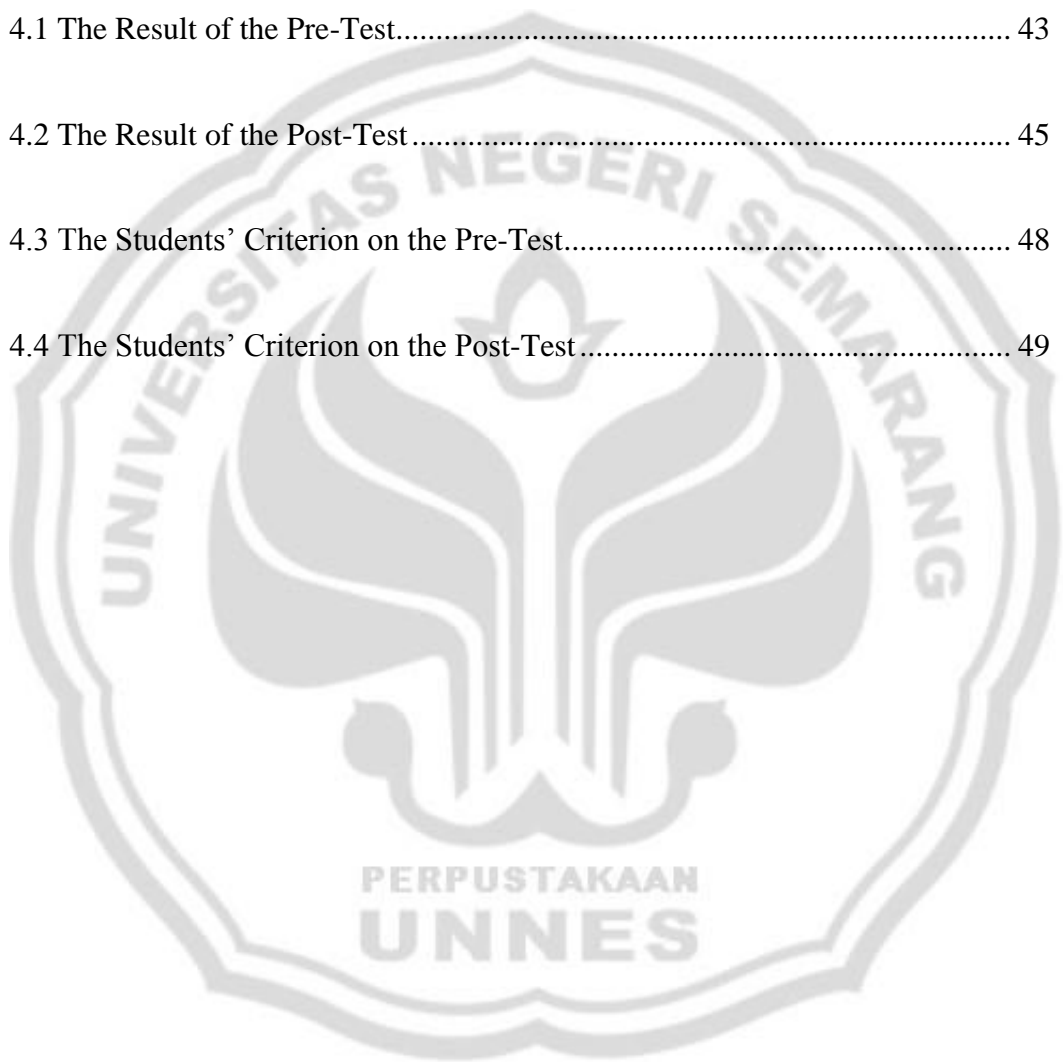 4.1 The Result of the Pre-Test.......................................................................... 43
4.2 The Result of the Post-Test........................................................................ 45
4.3 The Students’ Criterion on the Pre-Test...................................................... 48
4.4 The Students’ Criterion on the Post-Test.................................................... 49
UNIVERSITAS NEGERI SEMARANG
PERPUSTAKAAN
UNNES